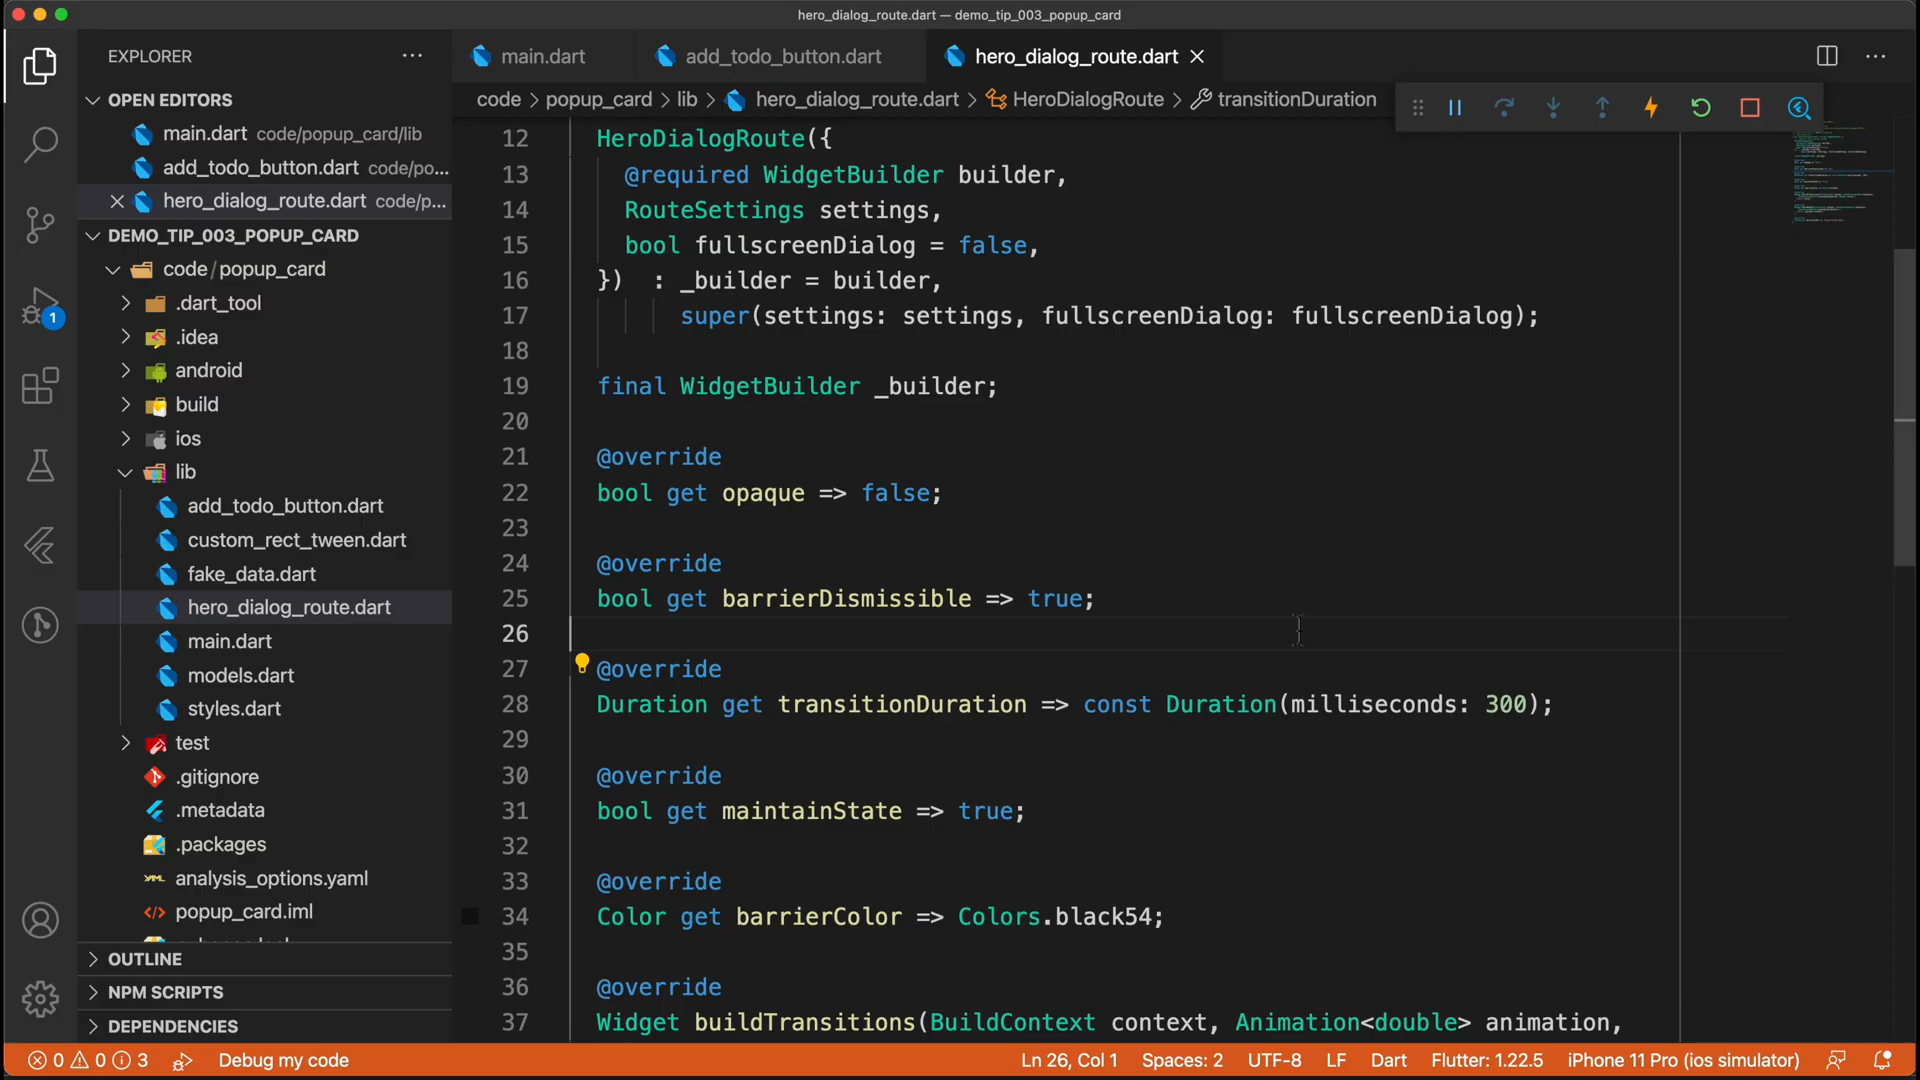 hero_dialog_route.dart — demo_tip_003_popup_card
EXPLORER
main.dart
add_todo_button.dart
hero_dialog_route.dart
code > popup_card > lib > hero_dialog_route.dart > HeroDialogRoute > transitionDuration
OPEN EDITORS
main.dart code/popup_card/lib
add_todo_button.dart code/po...
hero_dialog_route.dart code/p...
DEMO_TIP_003_POPUP_CARD
code / popup_card
.dart_tool
.idea
android
build
ios
lib
add_todo_button.dart
custom_rect_tween.dart
fake_data.dart
hero_dialog_route.dart
main.dart
models.dart
styles.dart
test
.gitignore
.metadata
.packages
analysis_options.yaml
popup_card.iml
OUTLINE
NPM SCRIPTS
DEPENDENCIES
1
12 HeroDialogRoute({
13 @required WidgetBuilder builder,
14 RouteSettings settings,
15 bool fullscreenDialog = false,
16 }) : _builder = builder,
17 super(settings: settings, fullscreenDialog: fullscreenDialog);
18
19 final WidgetBuilder _builder;
20
21 @override
22 bool get opaque => false;
23
24 @override
25 bool get barrierDismissible => true;
26
27 @override
28 Duration get transitionDuration => const Duration(milliseconds: 300);
29
30 @override
31 bool get maintainState => true;
32
33 @override
34 Color get barrierColor => Colors.black54;
35
36 @override
37 Widget buildTransitions(BuildContext context, Animation<double> animation,
0 0 3 Debug my code Ln 26, Col 1 Spaces: 2 UTF-8 LF Dart Flutter: 1.22.5 iPhone 11 Pro (ios simulator)